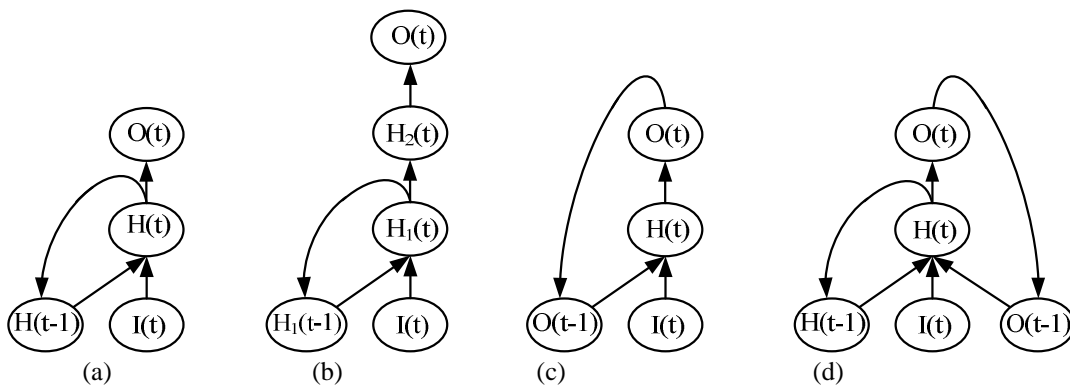 O(t)
H(t)
H(t-1) I(t)
(a)
O(t)
H₂(t)
H₁(t)
H₁(t-1) I(t)
(b)
O(t)
H(t)
O(t-1) I(t)
(c)
O(t)
H(t)
H(t-1) I(t) O(t-1)
(d)